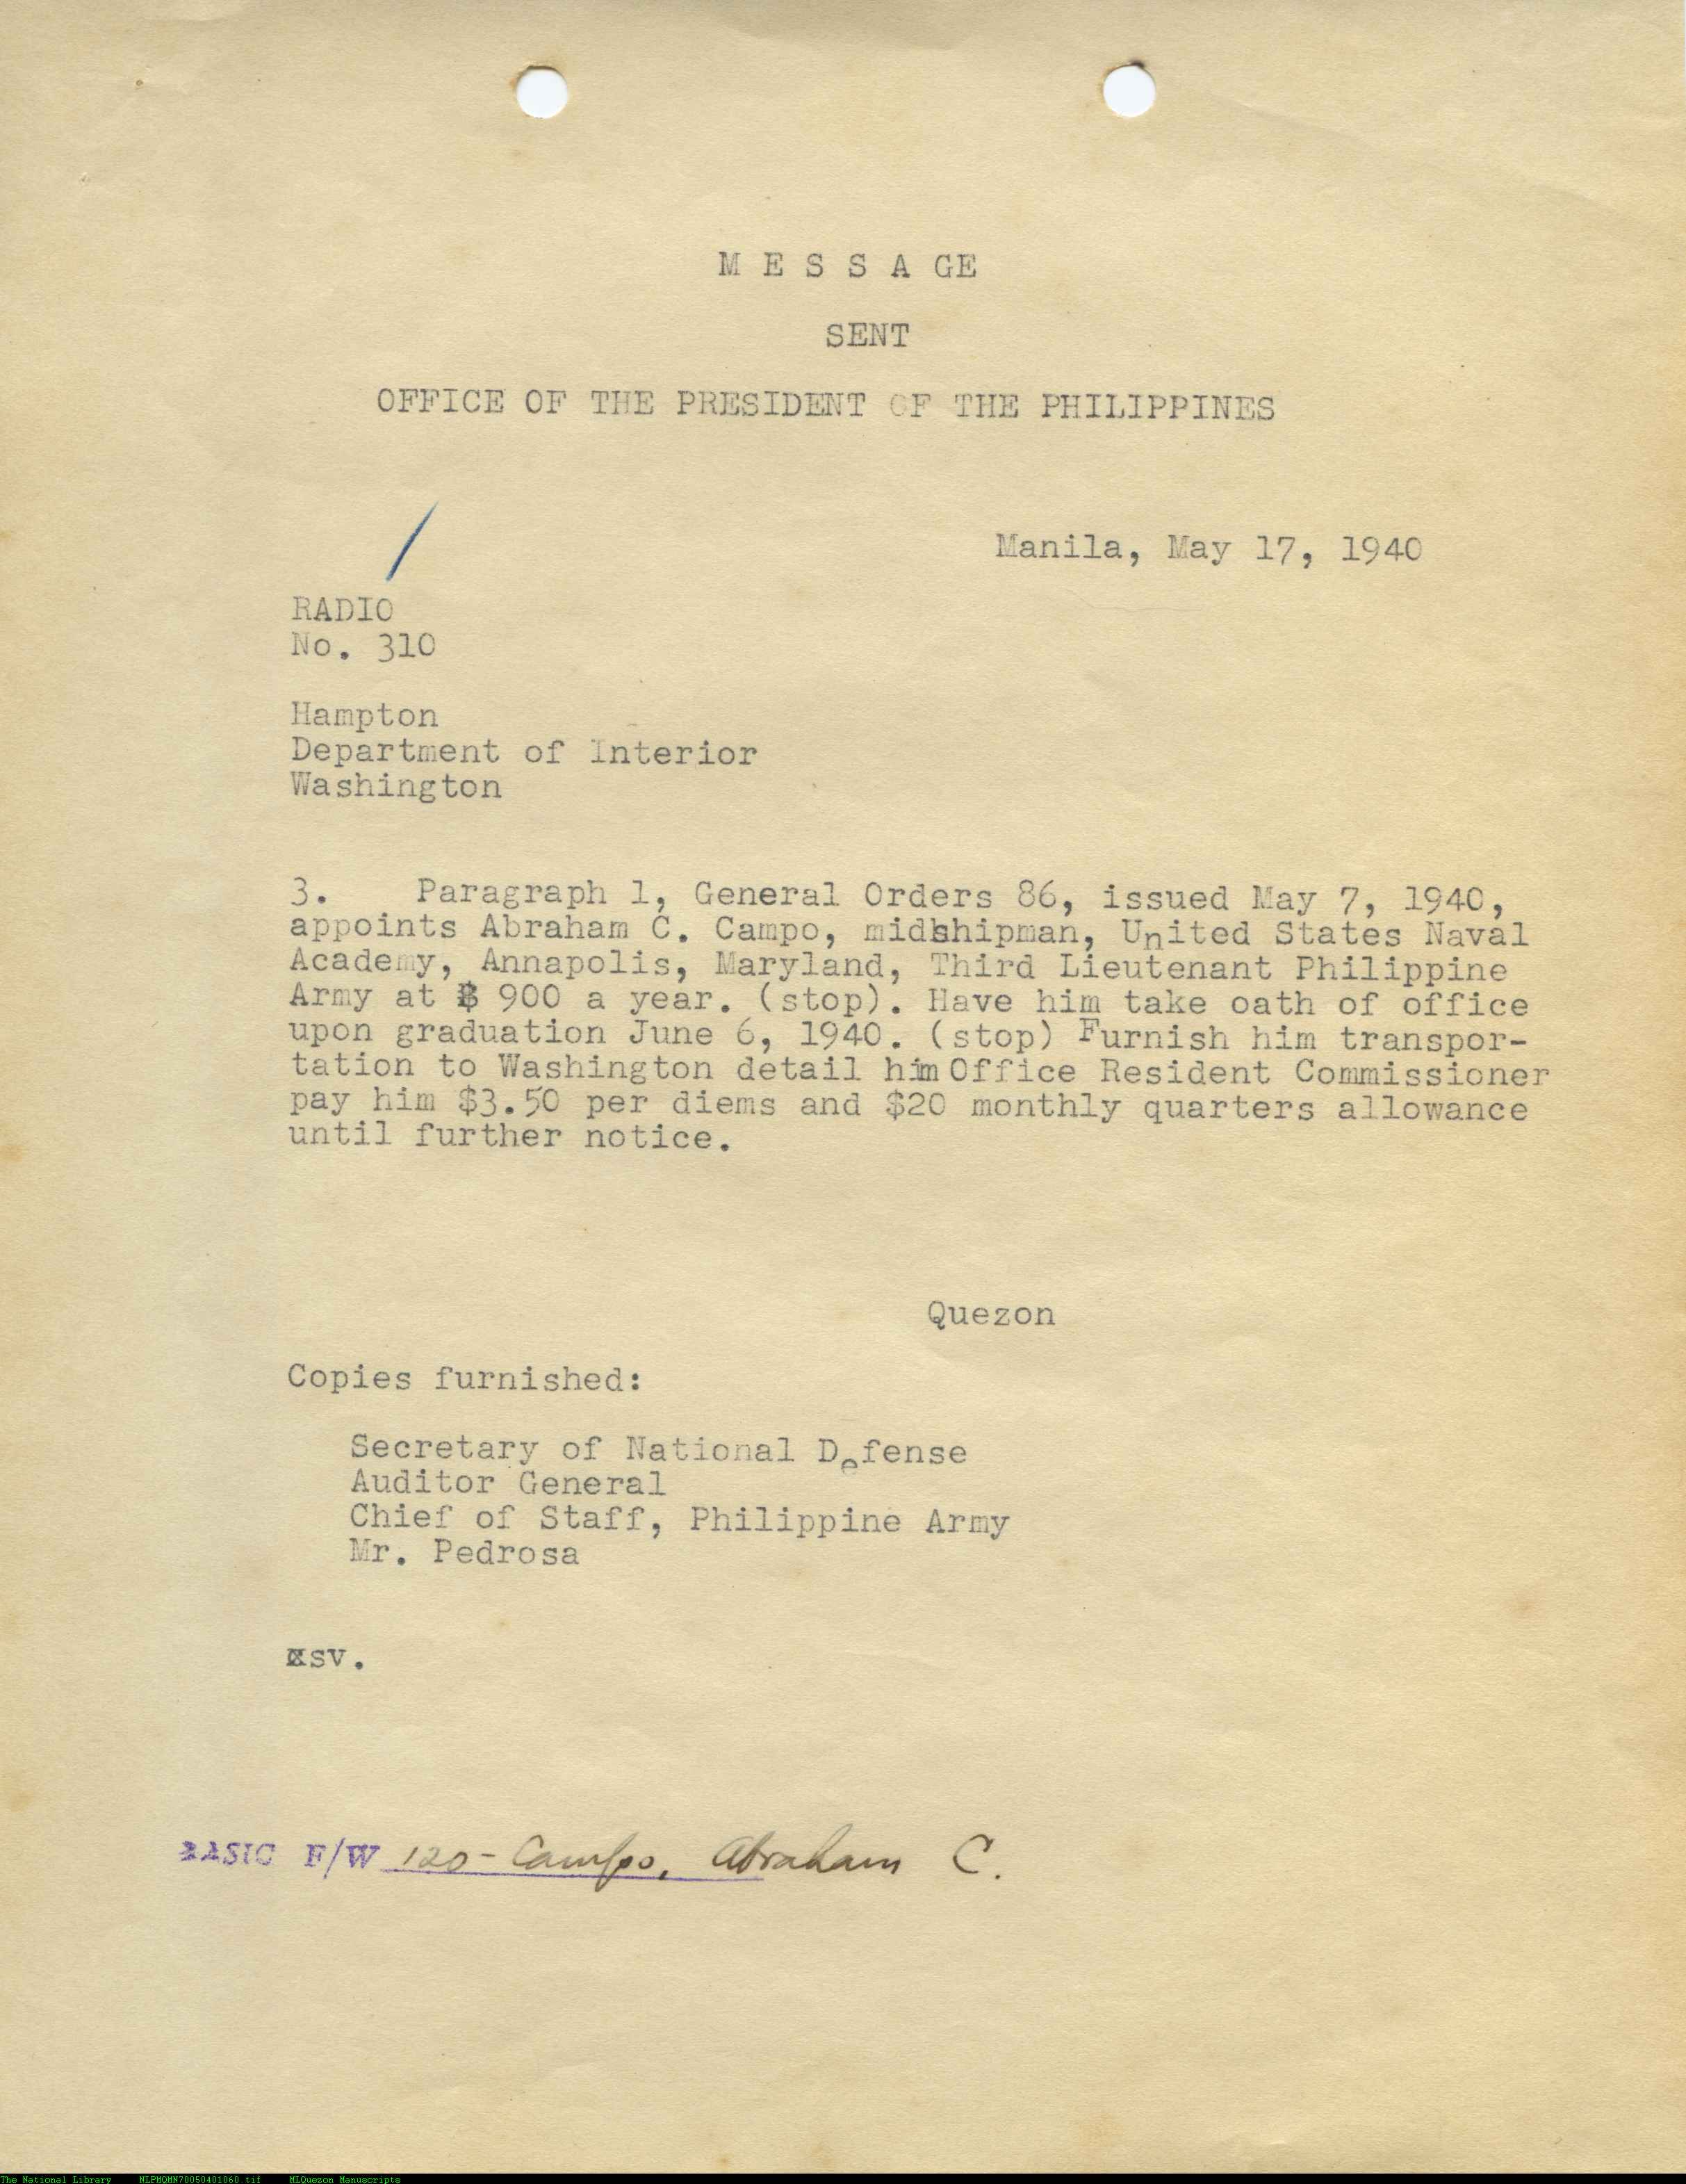 M E S S A GE
SENT
OFFICE OF THE PRESIDENT OF THE PHILIPPINES
Manila, May 17, 1940
RADIO
No. 310
Hampton
Department of Interior
Washington
3. Paragraph 1, General Orders 86, issued May 7, 1940,
appoints Abraham C. Campo, midshipman, United States Naval
Academy, Annapolis, Maryland, Third Lieutenant Philippine
Army at 900 a year. (stop). Have him take oath of office
upon graduation June 6, 1940. (stop) Furnish him transpor-
tation to Washington detail him Office Resident Commissioner
pay him $3.50 per diems and $20 monthly quarters allowance
until further notice.
Quezon
Copies furnished:
Secretary of National Defense
Auditor General
Chief of Staff, Philippine Army
Mr. Pedrosa
sv.
BASIC F/W 120- Campo, Abraham C.
The National Library NLPMQMN70050401060.tif MLQuezon Manuscripts